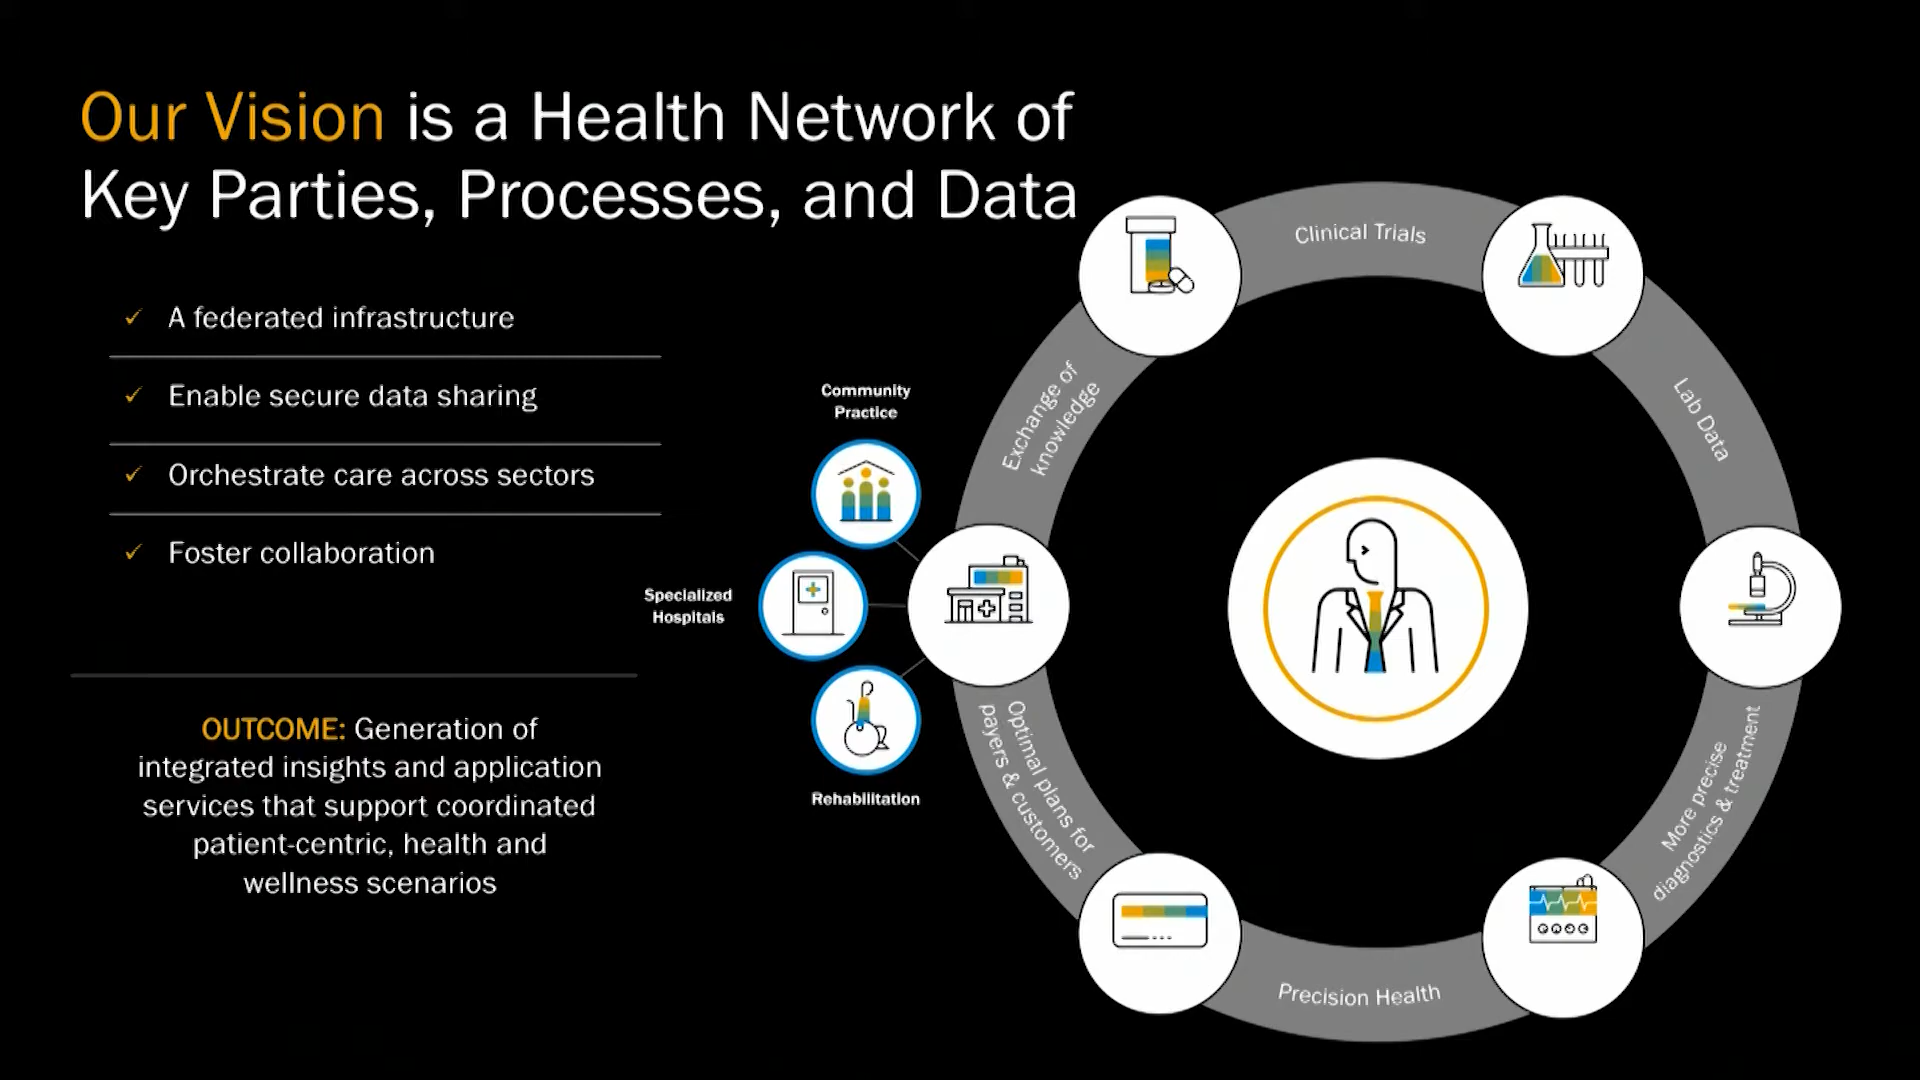 Our Vision is a Health Network of
Key Parties, Processes, and Data
A federated infrastructure
Enable secure data sharing
Orchestrate care across sectors
Foster collaboration
OUTCOME: Generation of
integrated insights and application
services that support coordinated
patient-centric, health and
wellness scenarios
Community
Practice
Specialized
Hospitals
Rehabilitation
Clinical Trials
Lab Data
More precise
diagnostics & treatment
Precision Health
Optimal plans for
payers & customers
Exchange of
knowledge